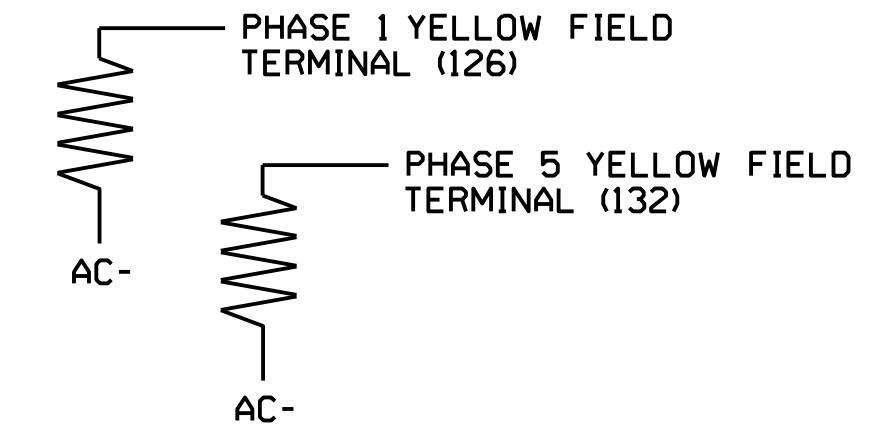 PHASE 1 YELLOW FIELD
TERMINAL (126)
AC-
PHASE 5 YELLOW FIELD
TERMINAL (132)
AC-